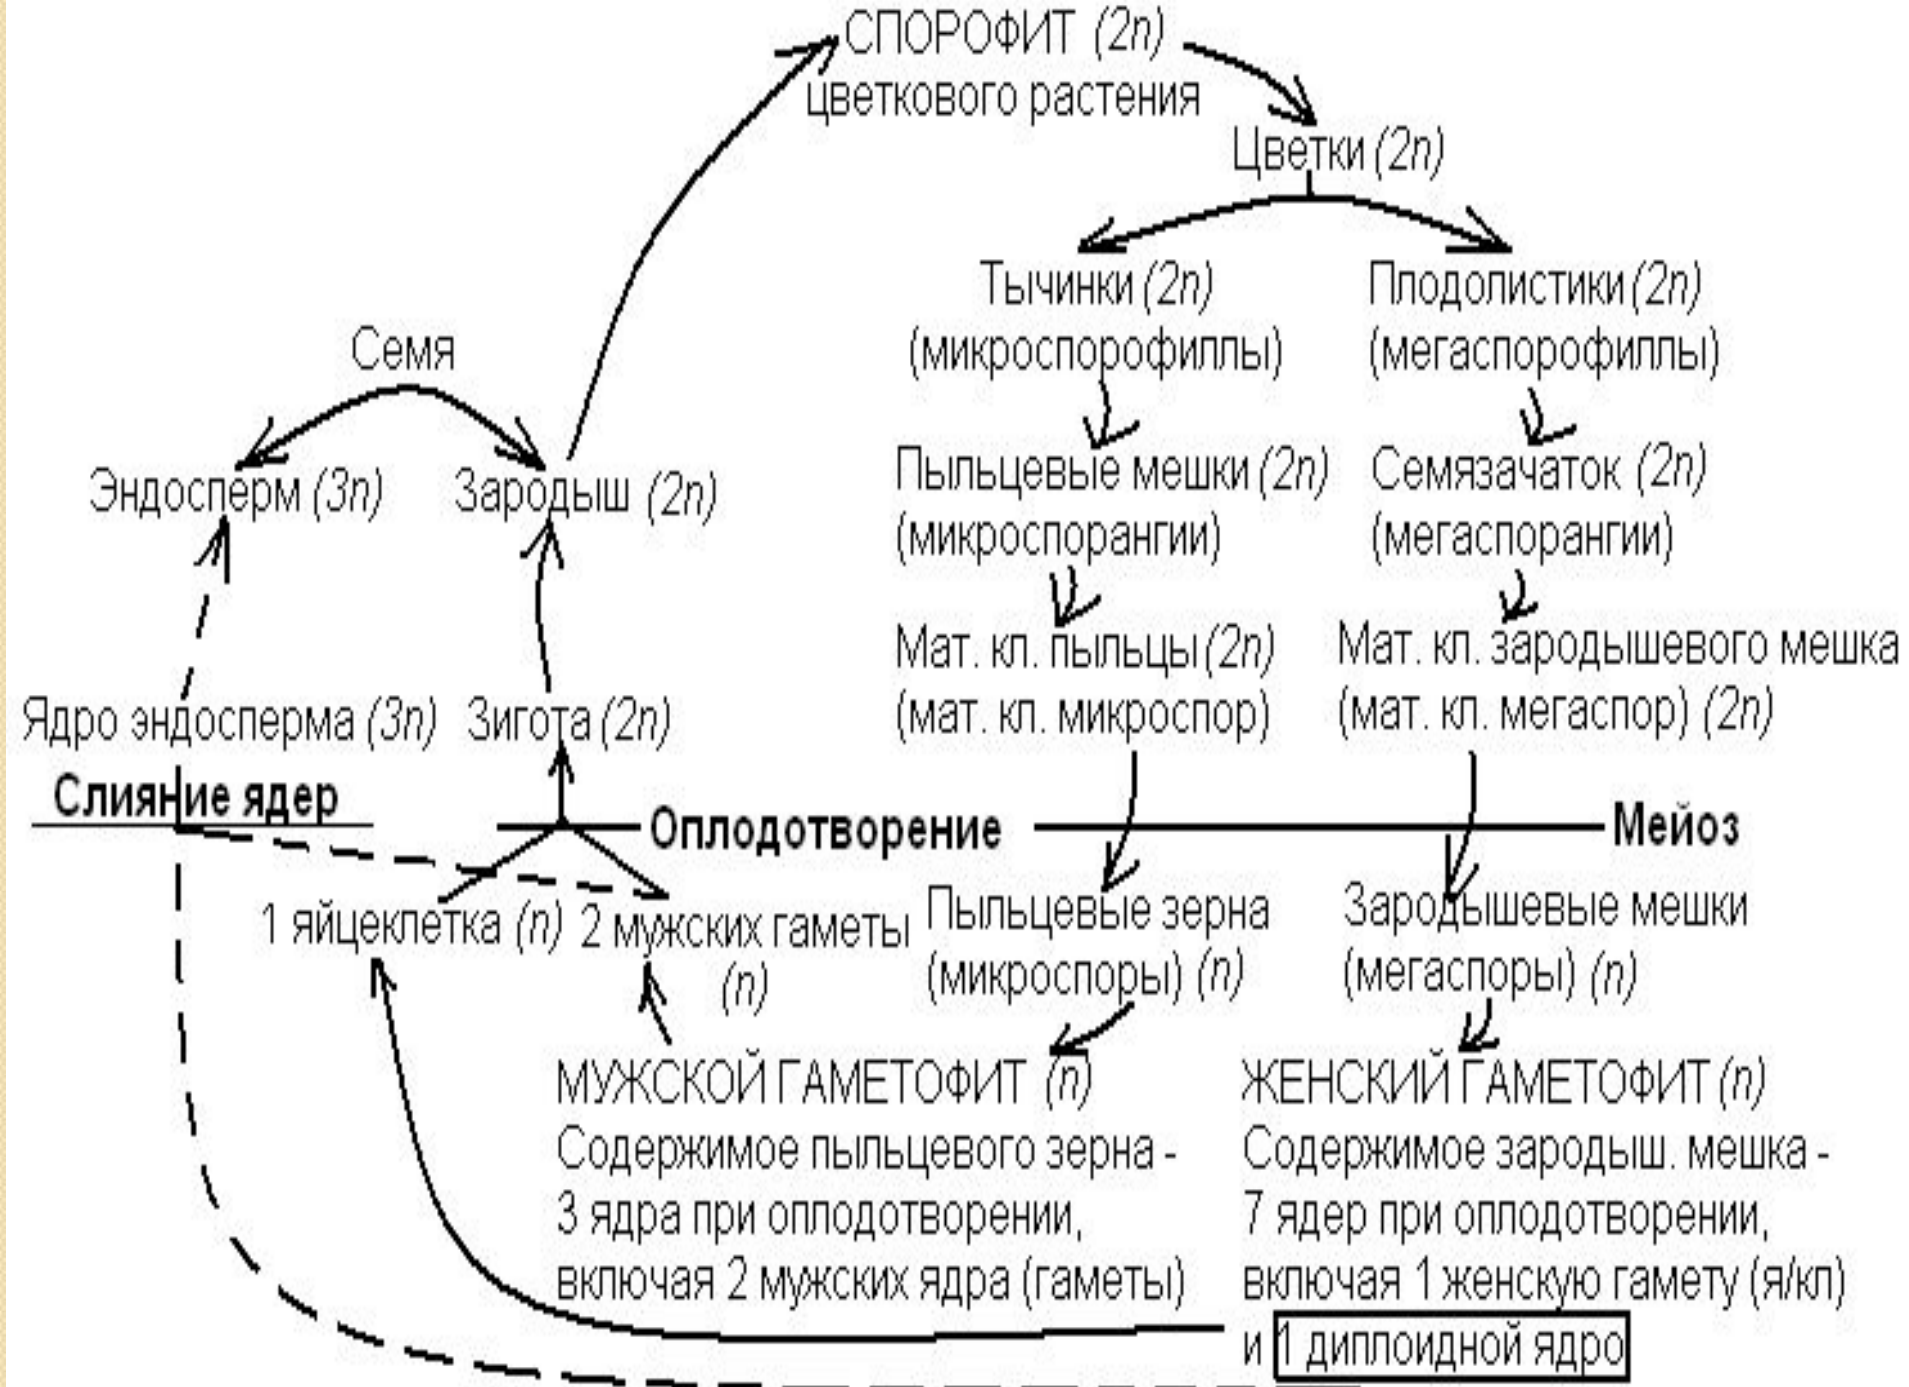 СПОРОФИТ (2n)
цветкового растения
Цветки (2n)
Тычинки (2n)
(микроспорофиллы)
Плодолистики (2n)
(мегаспорофиллы)
Семя
Эндосперм (3n)
Зародыш (2n)
Пыльцевые мешки (2n)
(микроспорангии)
Семязачаток (2n)
(мегаспорангии)
Мат. кл. пыльцы (2n)
(мат. кл. микроспор)
Мат. кл. зародышевого мешка
(мат. кл. мегаспор) (2n)
Ядро эндосперма (3n)
Зигота (2n)
Слияние ядер
Оплодотворение
Мейоз
1 яйцеклетка (n)
2 мужских гаметы
(n)
Пыльцевые зерна
(микроспоры) (n)
Зародышевые мешки
(мегаспоры) (n)
МУЖСКОЙ ГАМЕТОФИТ (n)
Содержимое пыльцевого зерна -
3 ядра при оплодотворении,
включая 2 мужских ядра (гаметы)
ЖЕНСКИЙ ГАМЕТОФИТ (n)
Содержимое зародыш. мешка -
7 ядер при оплодотворении,
включая 1 женскую гамету (я/кл)
и 1 диплоидной ядро